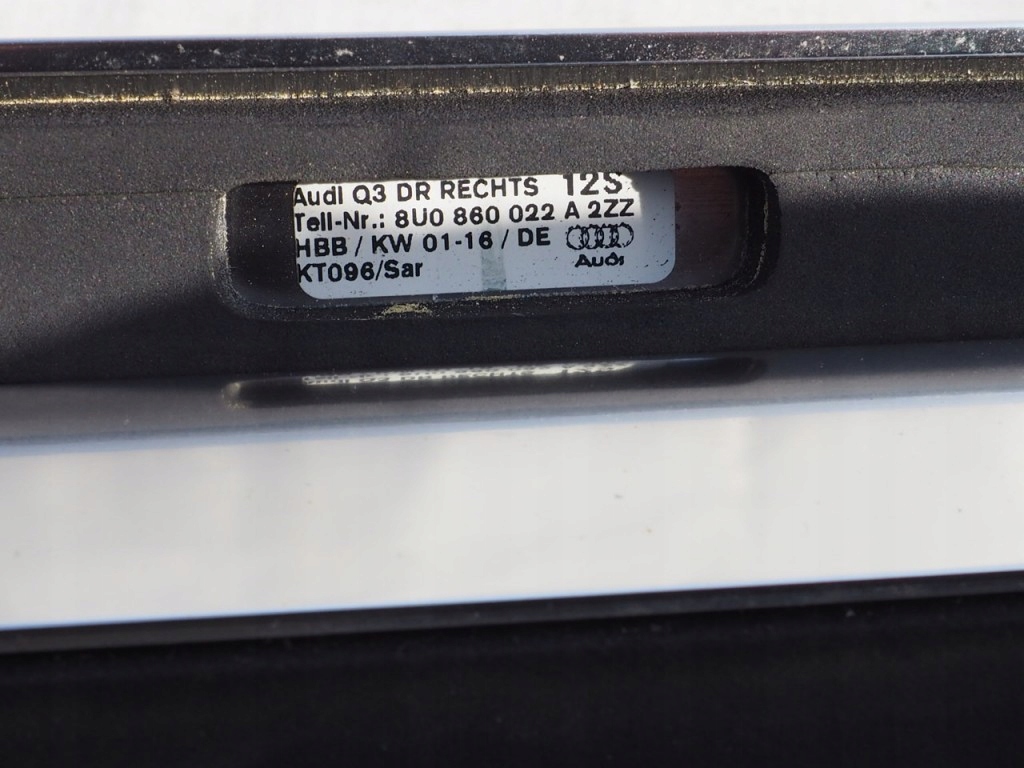 Audi Q3 DR RECHTS 12S
Teil-Nr.: 8U0 860 022 A 2ZZ
HBB / KW 01-16 / DE
Audi
KT096/Sar